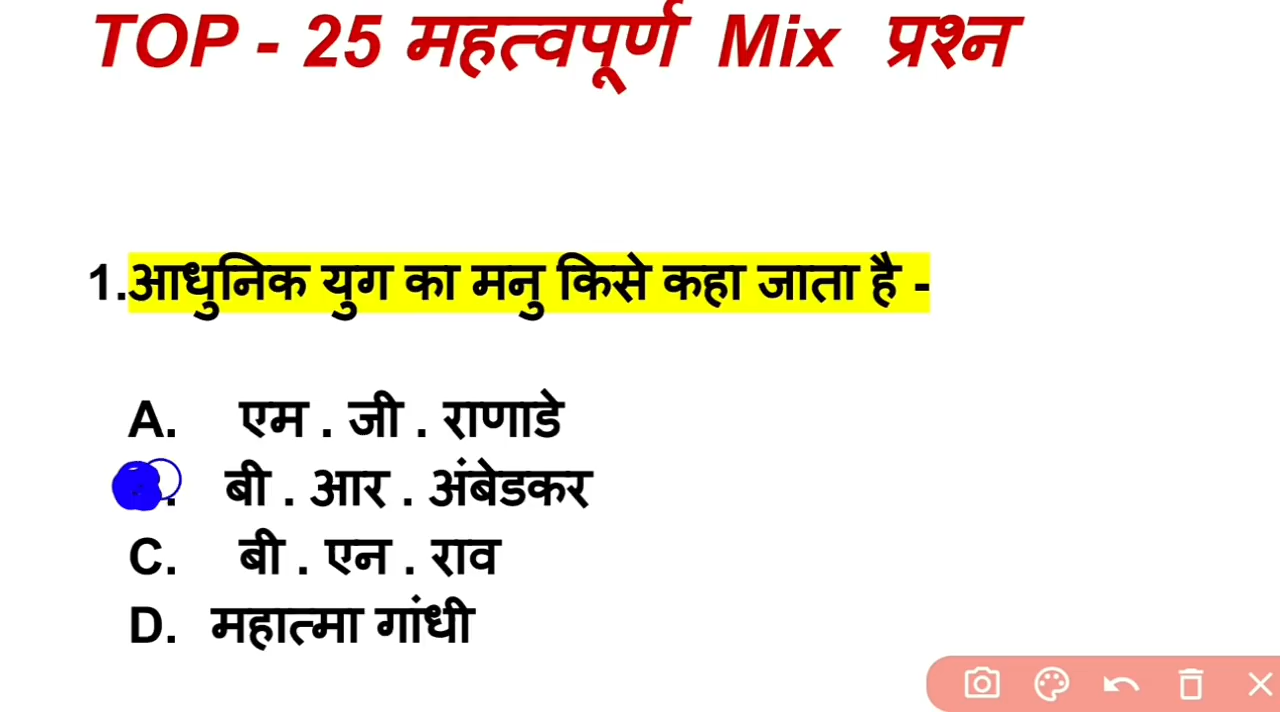 TOP - 25 महत्वपूर्ण Mix प्रश्न
1.आधुनिक युग का मनु किसे कहा जाता है -
A. एम . जी . राणाडे
बी . आर . अंबेडकर
C. बी . एन . राव
D. महात्मा गांधी